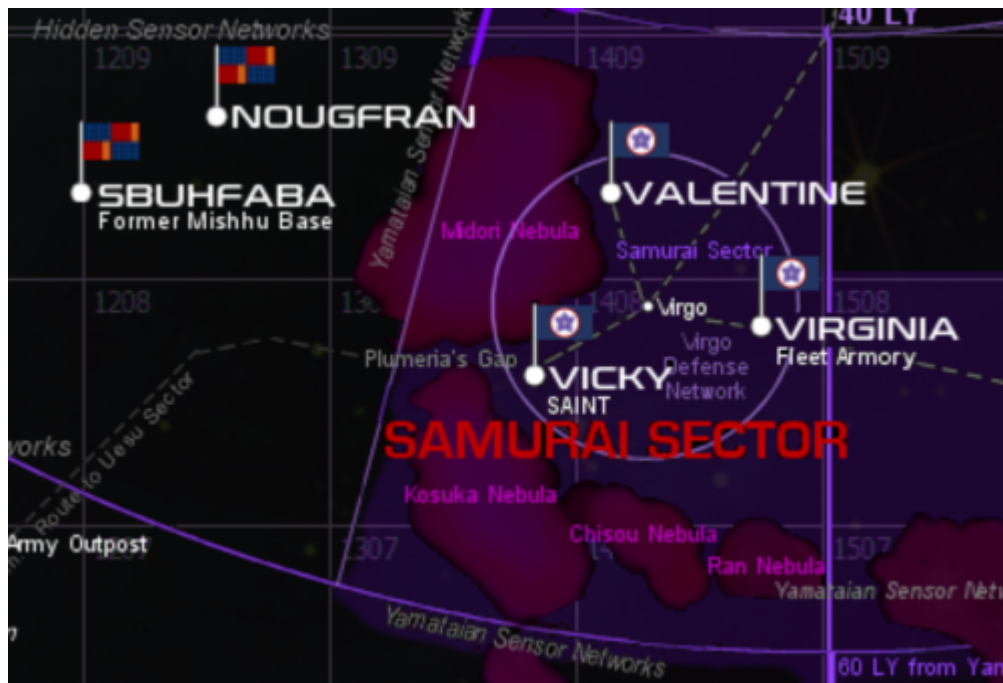 40 LY
Hidden Sensor Networks
1209
1309
1409
1509
NOUGFRAN
Yamataian Sensor Network
SBUHFABA
Former Mishhu Base
VALENTINE
Midori Nebula
Samurai Sector
1208
1408
1508
Virgo
VIRGINIA
Fleet Armory
Plumeria's Gap
Virgo
Defense
Network
VICKY
SAINT
SAMURAI SECTOR
Route to Uesu Sector
works
Kosuka Nebula
Chisou Nebula
Army Outpost
1307
1507
Ran Nebula
Yamataian Sensor Netw
Yamataian Sensor Networks
60 LY from Yam